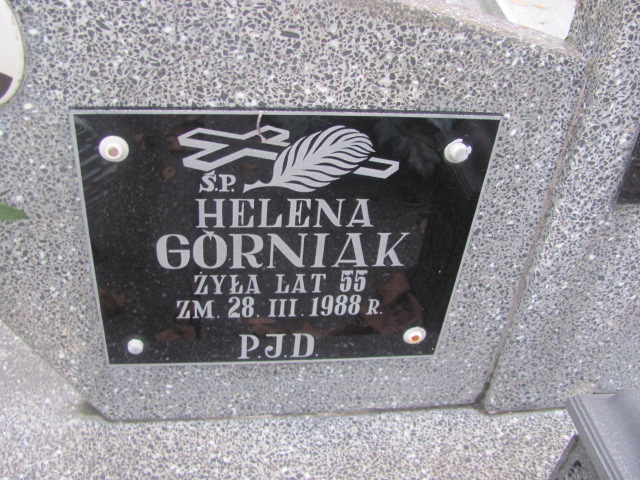 Ś.P.
HELENA
GÓRNIAK
ŻYŁA LAT 55
ZM. 28. III. 1988 R.
P.J.D.